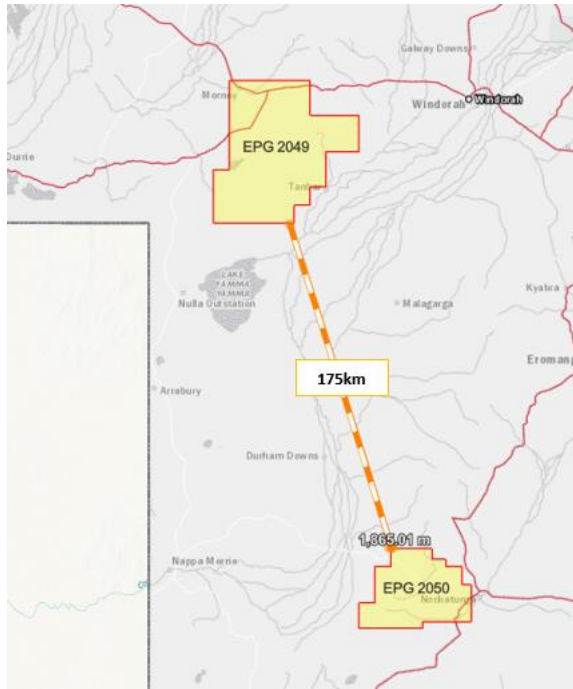 Galway Downs
Morney
Windorah
Windorah
EPG 2049
Durrie
Tanbar
LAKE
YAMMA
YAMMA
Nulla Outstation
Malagarga
Kyabra
175km
Eromang
Arrabury
Durham Downs
1,865.01 m
Nappa Merrie
EPG 2050
Nockatunga